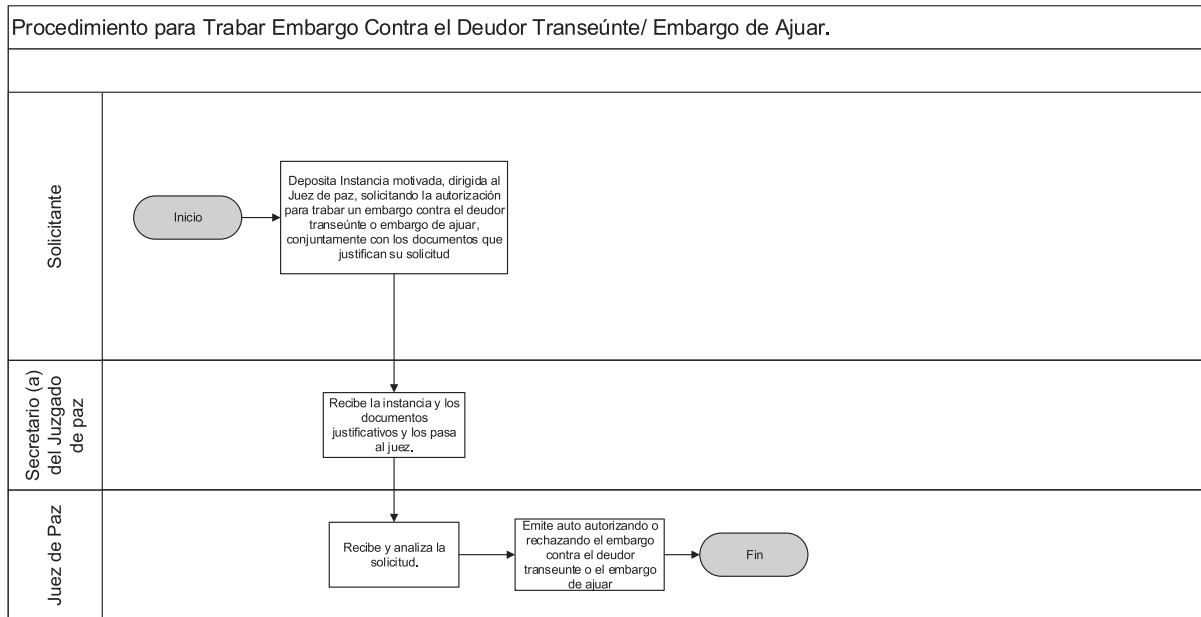 Procedimiento para Trabar Embargo Contra el Deudor Transeúnte/ Embargo de Ajuar.
Solicitante
Inicio
Deposita Instancia motivada, dirigida al
Juez de paz, solicitando la autorización
para trabar un embargo contra el deudor
transeúnte o embargo de ajuar,
conjuntamente con los documentos que
justifican su solicitud
Secretario (a)
del Juzgado
de paz
Recibe la instancia y los
documentos
justificativos y los pasa
al juez.
Juez de Paz
Recibe y analiza la
solicitud.
Emite auto autorizando o
rechazando el embargo
contra el deudor
transeunte o el embargo
de ajuar
Fin